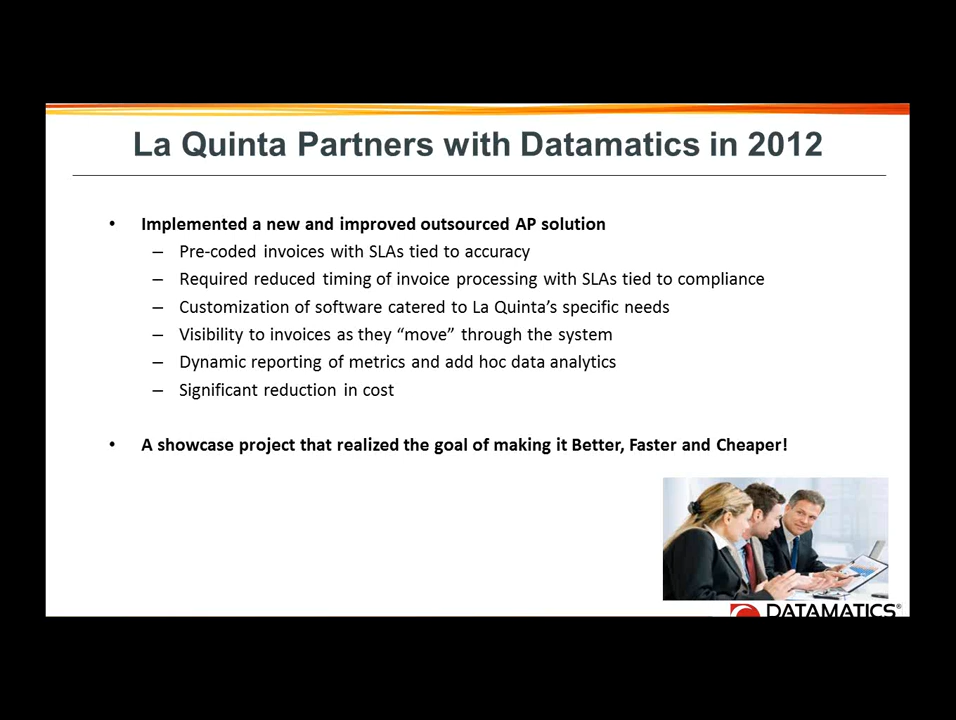 La Quinta Partners with Datamatics in 2012
• Implemented a new and improved outsourced AP solution
– Pre-coded invoices with SLAs tied to accuracy
– Required reduced timing of invoice processing with SLAs tied to compliance
– Customization of software catered to La Quinta’s specific needs
– Visibility to invoices as they “move” through the system
– Dynamic reporting of metrics and add hoc data analytics
– Significant reduction in cost
• A showcase project that realized the goal of making it Better, Faster and Cheaper!
DATAMATICS®